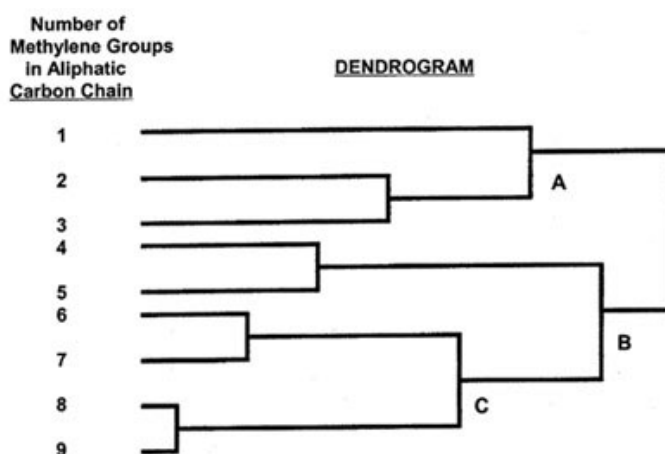 Number of
Methylene Groups
in Aliphatic
Carbon Chain
DENDROGRAM
1
2
A
3
4
5
6
B
7
8
C
9